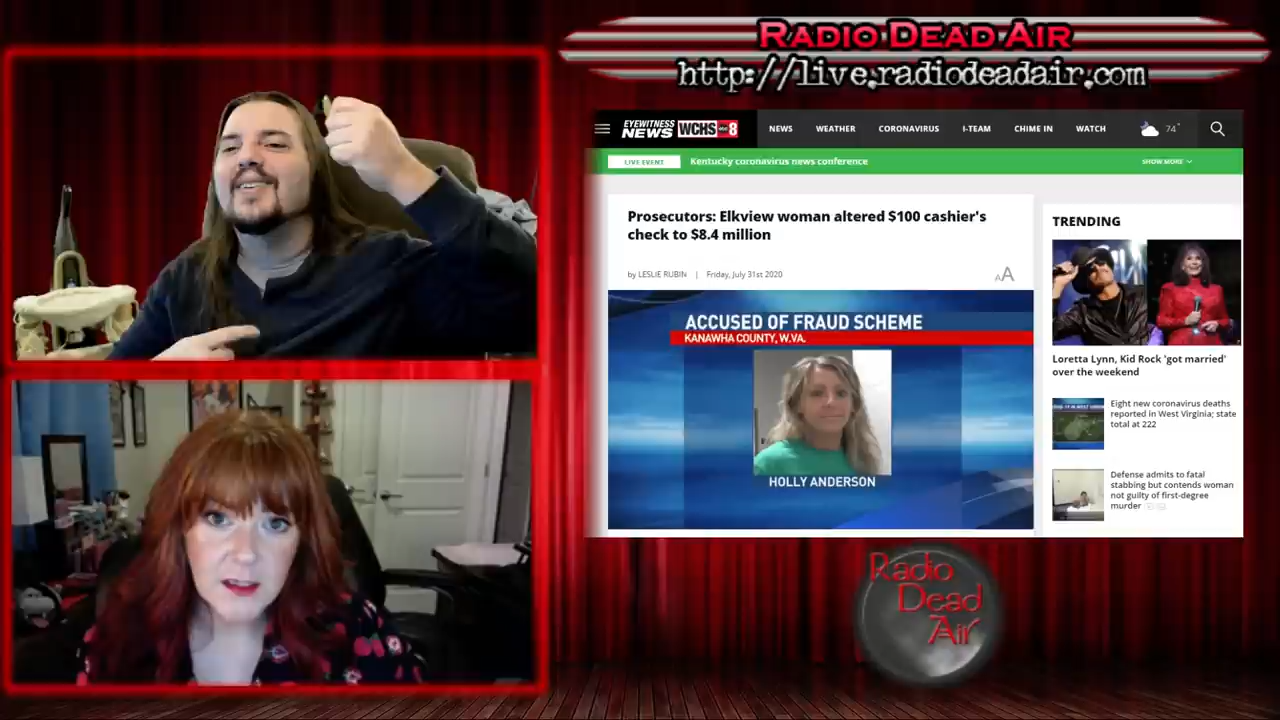 RADIO DEAD AIR
http://live.radiodeadair.com
EYEWITNESS
NEWS WCHS abc 8
NEWS WEATHER CORONAVIRUS I-TEAM CHIME IN WATCH 74°
LIVE EVENT Kentucky coronavirus news conference SHOW MORE
Prosecutors: Elkview woman altered $100 cashier's
check to $8.4 million
by LESLIE RUBIN | Friday, July 31st 2020
AA
ACCUSED OF FRAUD SCHEME
KANAWHA COUNTY, W.VA.
HOLLY ANDERSON
TRENDING
Loretta Lynn, Kid Rock 'got married'
over the weekend
Eight new coronavirus deaths
reported in West Virginia; state
total at 222
Defense admits to fatal
stabbing but contends woman
not guilty of first-degree
murder
Radio
Dead
Air